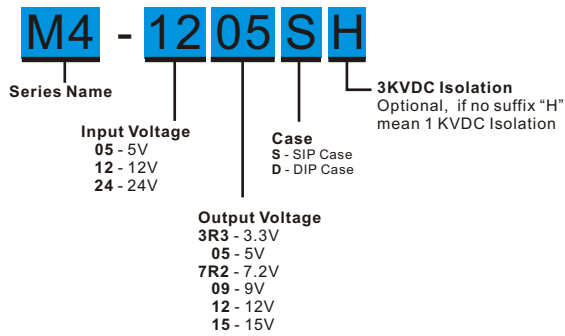 M4 - 12 05 S H
Series Name
Input Voltage
05 - 5V
12 - 12V
24 - 24V
Output Voltage
3R3 - 3.3V
05 - 5V
7R2 - 7.2V
09 - 9V
12 - 12V
15 - 15V
Case
S - SIP Case
D - DIP Case
3KVDC Isolation
Optional, if no suffix “H”
mean 1 KVDC Isolation